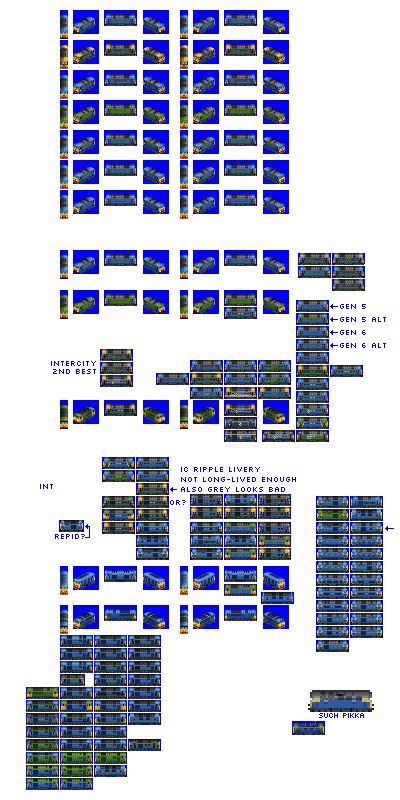 ← GEN 5
← GEN 5 ALT
← GEN 6
← GEN 6 ALT
INTERCITY
2ND BEST
IC RIPPLE LIVERY
NOT LONG-LIVED ENOUGH
← ALSO GREY LOOKS BAD
INT
OR?
←
REPID?
SUCH PIKKA